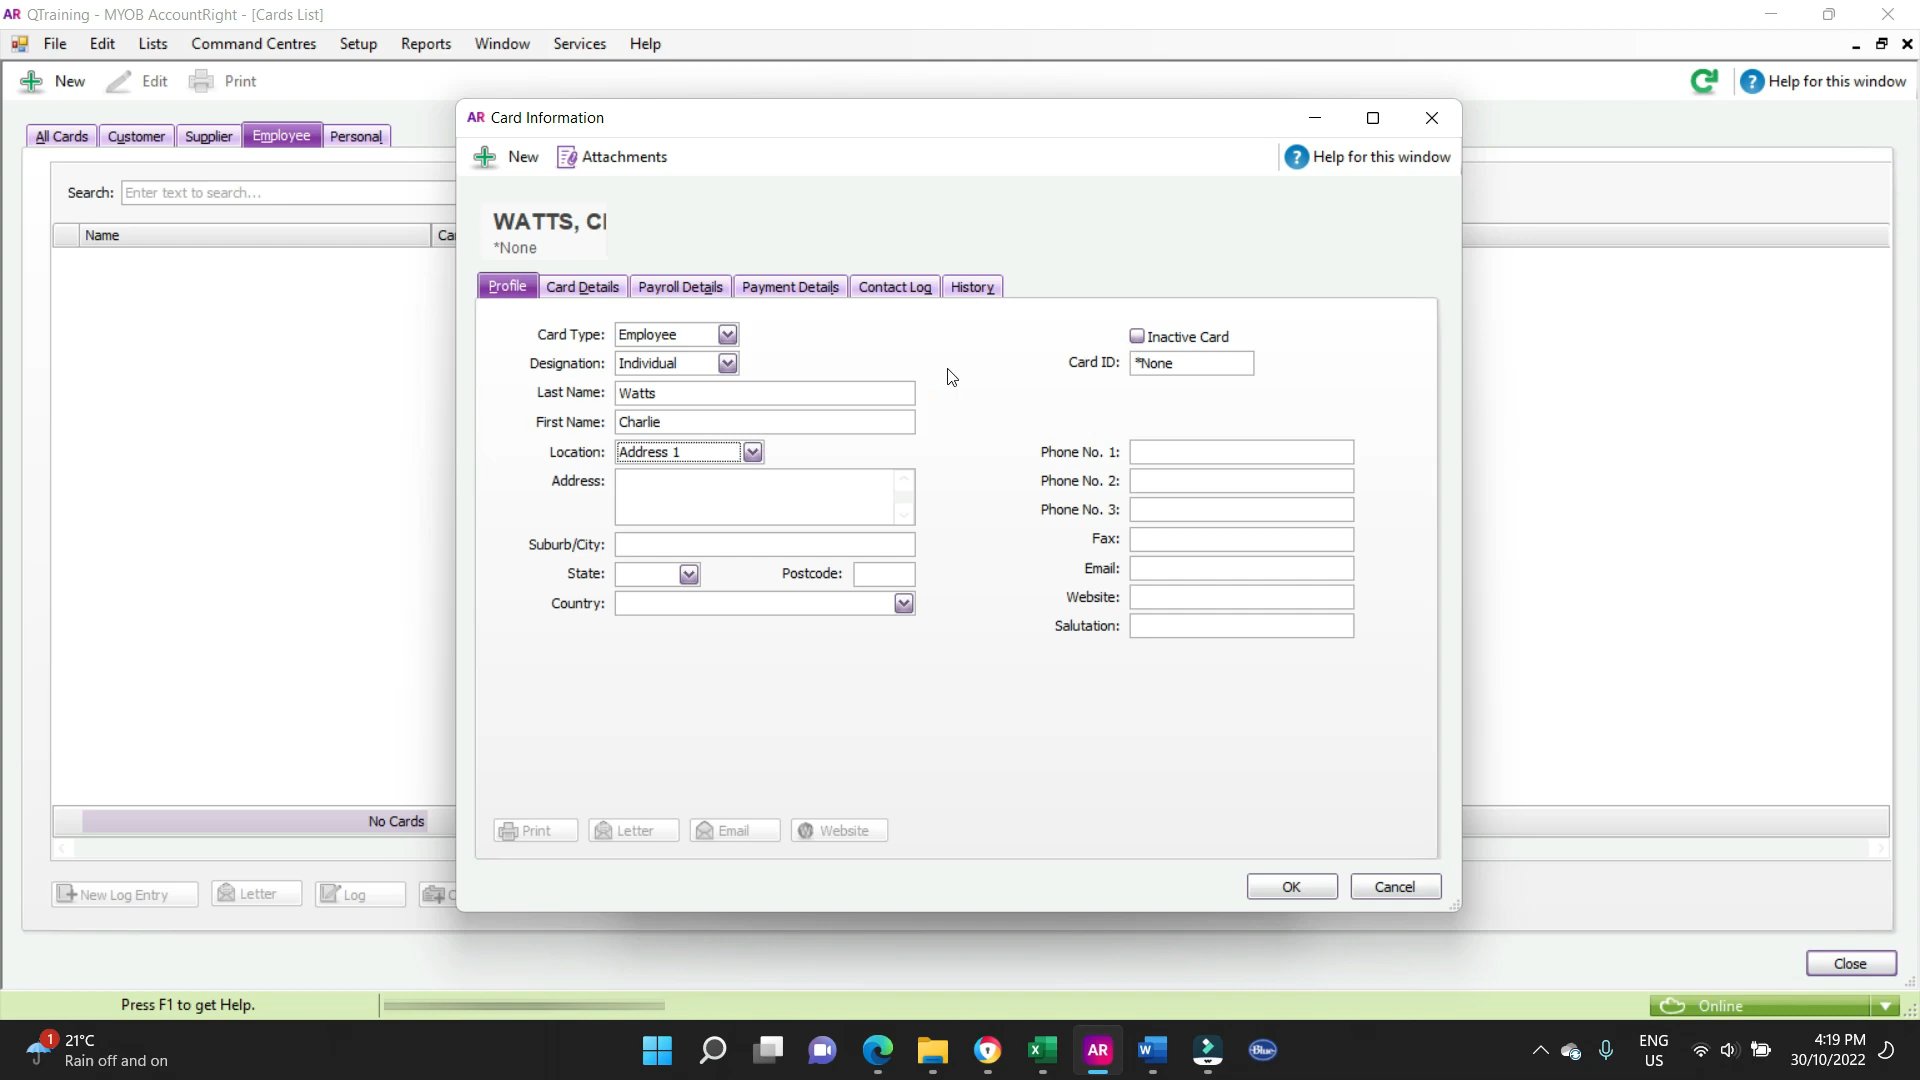 AR QTraining - MYOB AccountRight - [Cards List]
File Edit Lists Command Centres Setup Reports Window Services Help
New Edit Print
Help for this window
All Cards Customer Supplier Employee Personal
Search: Enter text to search...
Name
No Cards
New Log Entry Letter Log
AR Card Information
New Attachments
Help for this window
WATTS, C
*None
Profile Card Details Payroll Details Payment Details Contact Log History
Card Type: Employee
Inactive Card
Designation: Individual
Card ID: *None
Last Name: Watts
First Name: Charlie
Location: Address 1
Phone No. 1:
Address:
Phone No. 2:
Phone No. 3:
Suburb/City:
Fax:
State:
Postcode:
Email:
Country:
Website:
Salutation:
Print Letter Email Website
OK Cancel
Close
Press F1 to get Help.
Online
1
21°C
Rain off and on
AR
Blue
ENG
US
4:19 PM
30/10/2022